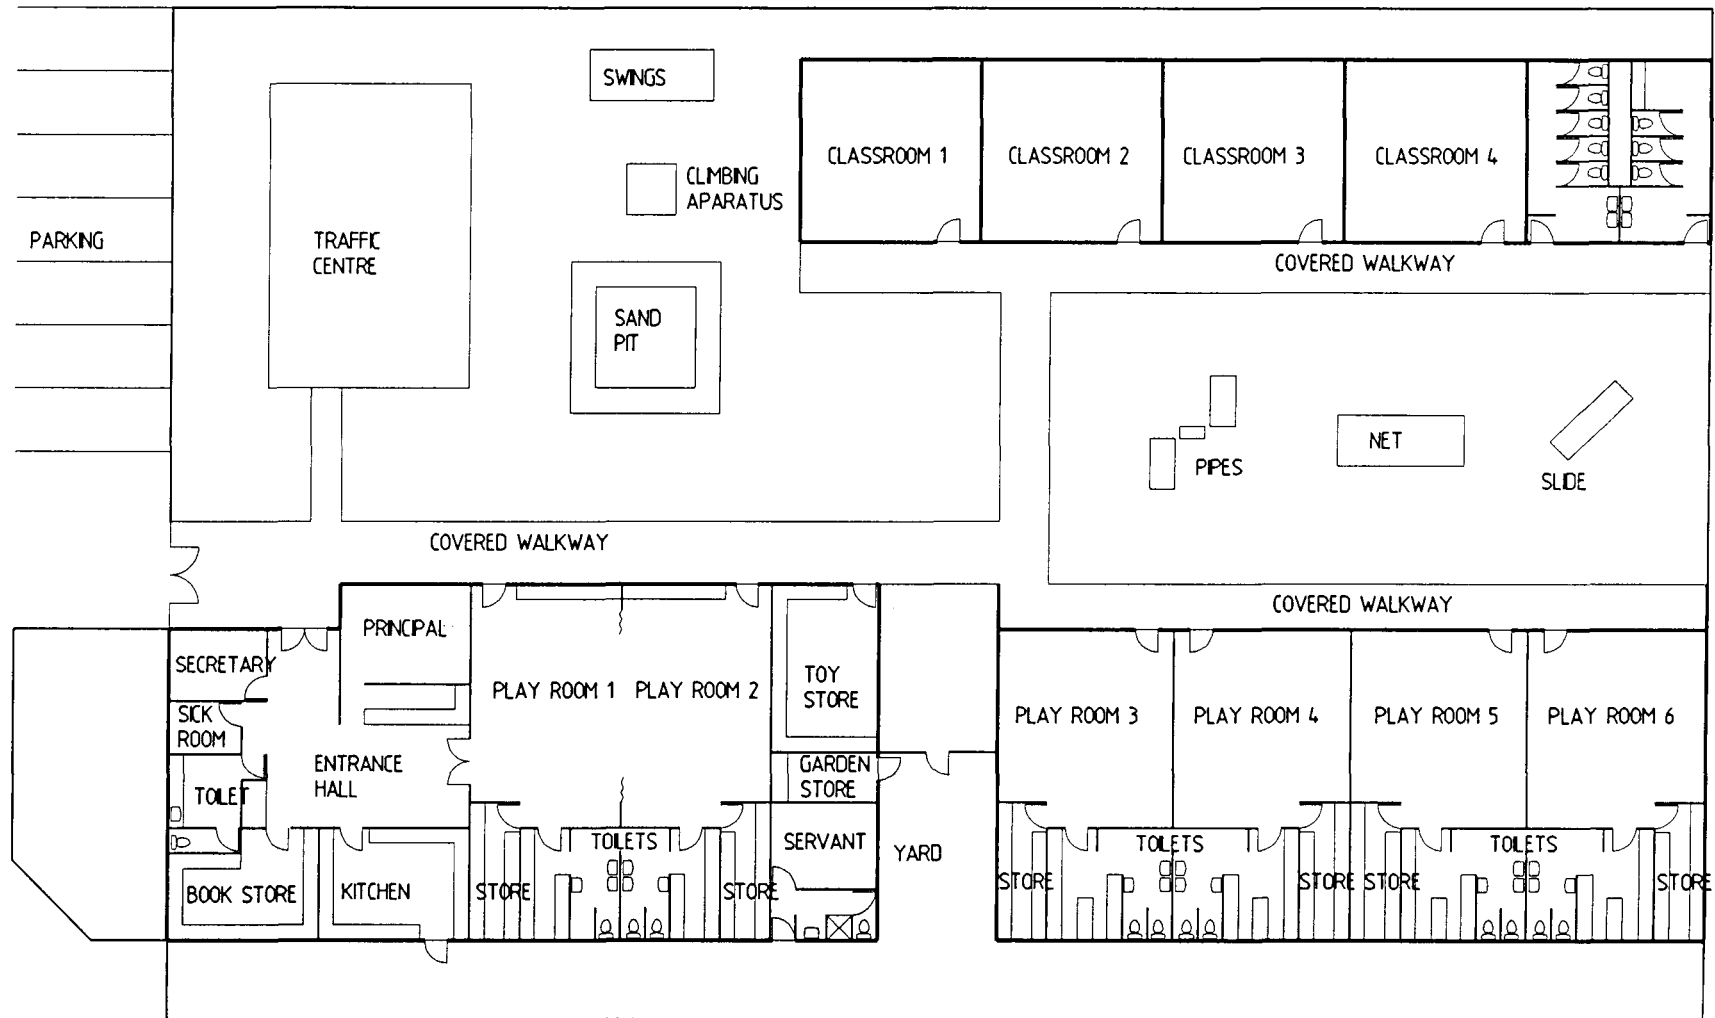 SWINGS
CLASSROOM 1
CLASSROOM 2
CLASSROOM 3
CLASSROOM 4
CLIMBING
APARATUS
PARKING
TRAFFIC
CENTRE
COVERED WALKWAY
SAND
PIT
NET
PIPES
SLIDE
COVERED WALKWAY
COVERED WALKWAY
PRINCIPAL
SECRETARY
PLAY ROOM 1
PLAY ROOM 2
TOY
STORE
SICK
ROOM
PLAY ROOM 3
PLAY ROOM 4
PLAY ROOM 5
PLAY ROOM 6
ENTRANCE
HALL
GARDEN
STORE
TOILET
TOILETS
SERVANT
YARD
TOILETS
TOILETS
BOOK STORE
KITCHEN
STORE
STORE
STORE
STORE
STORE
STORE